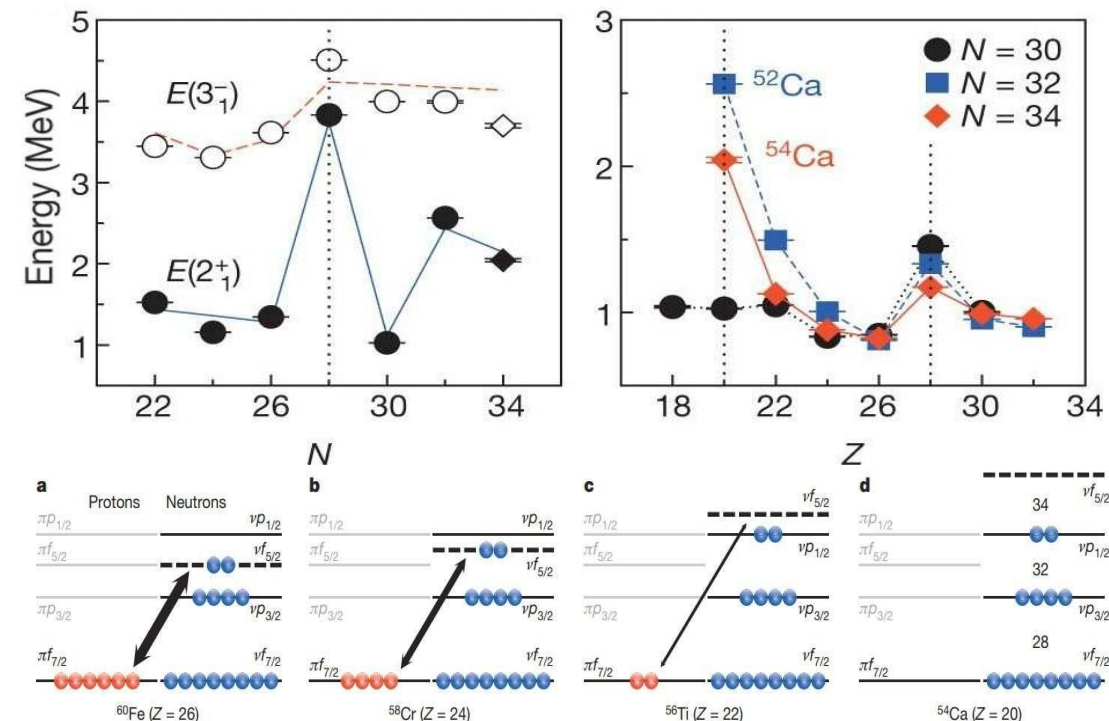 5
4
3
2
1
Energy (MeV)
E(3⁻₁)
E(2⁺₁)
22 26 30 34
N
3
2
1
⁵²Ca
⁵⁴Ca
N = 30
N = 32
N = 34
18 22 26 30 34
Z
a
Protons Neutrons
πp1/2 νp1/2
πf5/2 νf5/2
πp3/2 νp3/2
πf7/2 νf7/2
⁶⁰Fe (Z = 26)
b
πp1/2 νp1/2
πf5/2 νf5/2
πp3/2 νp3/2
πf7/2 νf7/2
⁵⁸Cr (Z = 24)
c
νf5/2
πp1/2 νp1/2
πf5/2
πp3/2 νp3/2
πf7/2 νf7/2
⁵⁶Ti (Z = 22)
d
νf5/2
34
πp1/2 νp1/2
πf5/2
32
πp3/2 νp3/2
28
πf7/2 νf7/2
⁵⁴Ca (Z = 20)